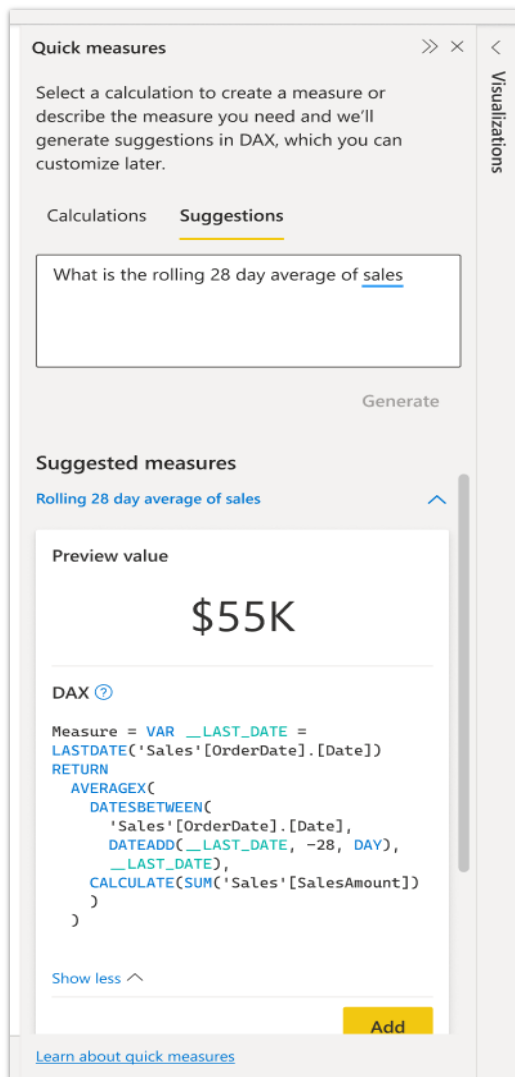 Quick measures
Visualizations
Select a calculation to create a measure or
describe the measure you need and we'll
generate suggestions in DAX, which you can
customize later.
Calculations Suggestions
What is the rolling 28 day average of sales
Generate
Suggested measures
Rolling 28 day average of sales
Preview value
$55K
DAX
Measure = VAR __LAST_DATE =
LASTDATE('Sales'[OrderDate].[Date])
RETURN
AVERAGEX(
DATESBETWEEN(
'Sales'[OrderDate].[Date],
DATEADD(__LAST_DATE, -28, DAY),
__LAST_DATE),
CALCULATE(SUM('Sales'[SalesAmount])
)
)
Show less
Add
Learn about quick measures